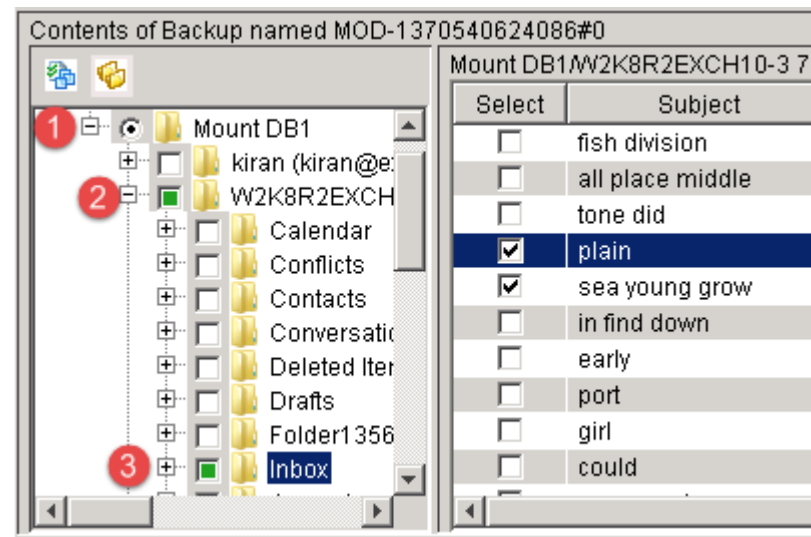 Contents of Backup named MOD-1370540624086#0
1 Mount DB1
kiran (kiran@e
2 W2K8R2EXCH
Calendar
Conflicts
Contacts
Conversatio
Deleted Iter
Drafts
Folder1356
3 Inbox
Mount DB1/W2K8R2EXCH10-3 7
Select Subject
fish division
all place middle
tone did
plain
sea young grow
in find down
early
port
girl
could